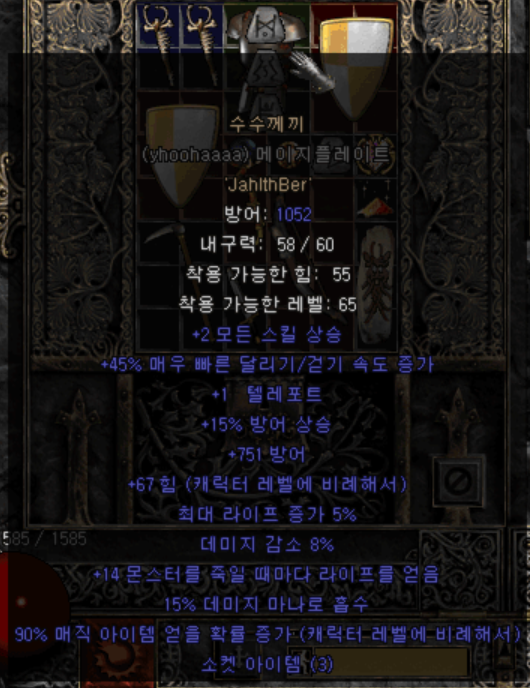 수수께끼
(yhoohaaaa) 메이지플레이트
'JahIthBer'
방어: 1052
내구력: 58 / 60
착용 가능한 힘: 55
착용 가능한 레벨: 65
+2 모든 스킬 상승
+45% 매우 빠른 달리기/걷기 속도 증가
+1 텔레포트
+15% 방어 상승
+751 방어
+67 힘 (캐릭터 레벨에 비례해서)
최대 라이프 증가 5%
데미지 감소 8%
585 / 1585
+14 몬스터를 죽일 때마다 라이프를 얻음
15% 데미지 마나로 흡수
90% 매직 아이템 얻을 확률 증가 (캐릭터 레벨에 비례해서)
소켓 아이템 (3)